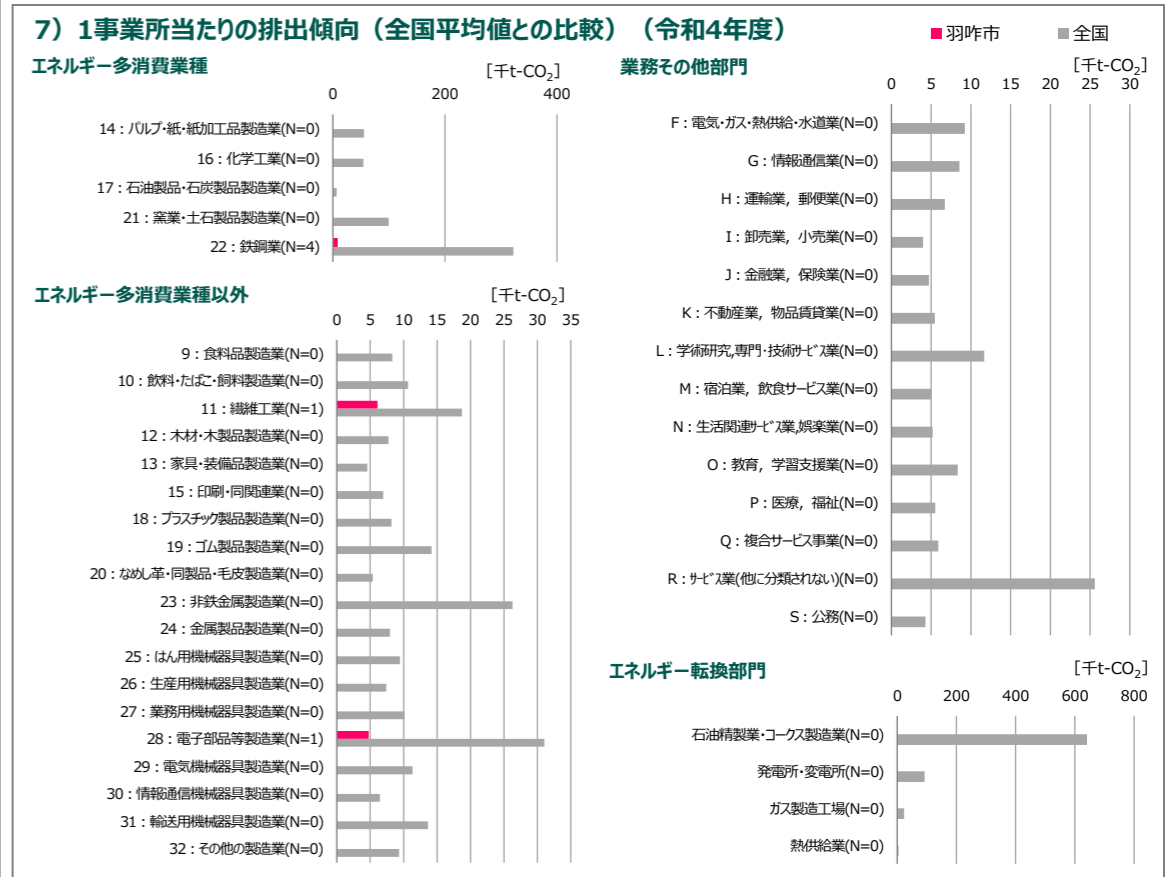 7）1事業所当たりの排出傾向（全国平均値との比較）（令和4年度）
羽咋市 全国
エネルギー多消費業種
［千t-CO₂］
0 200 400
14：パルプ・紙・紙加工品製造業(N=0)
16：化学工業(N=0)
17：石油製品・石炭製品製造業(N=0)
21：窯業・土石製品製造業(N=0)
22：鉄鋼業(N=4)
エネルギー多消費業種以外
［千t-CO₂］
0 5 10 15 20 25 30 35
9：食料品製造業(N=0)
10：飲料・たばこ・飼料製造業(N=0)
11：繊維工業(N=1)
12：木材・木製品製造業(N=0)
13：家具・装備品製造業(N=0)
15：印刷・同関連業(N=0)
18：プラスチック製品製造業(N=0)
19：ゴム製品製造業(N=0)
20：なめし革・同製品・毛皮製造業(N=0)
23：非鉄金属製造業(N=0)
24：金属製品製造業(N=0)
25：はん用機械器具製造業(N=0)
26：生産用機械器具製造業(N=0)
27：業務用機械器具製造業(N=0)
28：電子部品等製造業(N=1)
29：電気機械器具製造業(N=0)
30：情報通信機械器具製造業(N=0)
31：輸送用機械器具製造業(N=0)
32：その他の製造業(N=0)
業務その他部門
［千t-CO₂］
0 5 10 15 20 25 30
F：電気・ガス・熱供給・水道業(N=0)
G：情報通信業(N=0)
H：運輸業，郵便業(N=0)
I：卸売業，小売業(N=0)
J：金融業，保険業(N=0)
K：不動産業，物品賃貸業(N=0)
L：学術研究,専門・技術ｻｰﾋﾞｽ業(N=0)
M：宿泊業，飲食サービス業(N=0)
N：生活関連ｻｰﾋﾞｽ業,娯楽業(N=0)
O：教育，学習支援業(N=0)
P：医療，福祉(N=0)
Q：複合サービス事業(N=0)
R：ｻｰﾋﾞｽ業(他に分類されない)(N=0)
S：公務(N=0)
エネルギー転換部門
［千t-CO₂］
0 200 400 600 800
石油精製業・コークス製造業(N=0)
発電所・変電所(N=0)
ガス製造工場(N=0)
熱供給業(N=0)